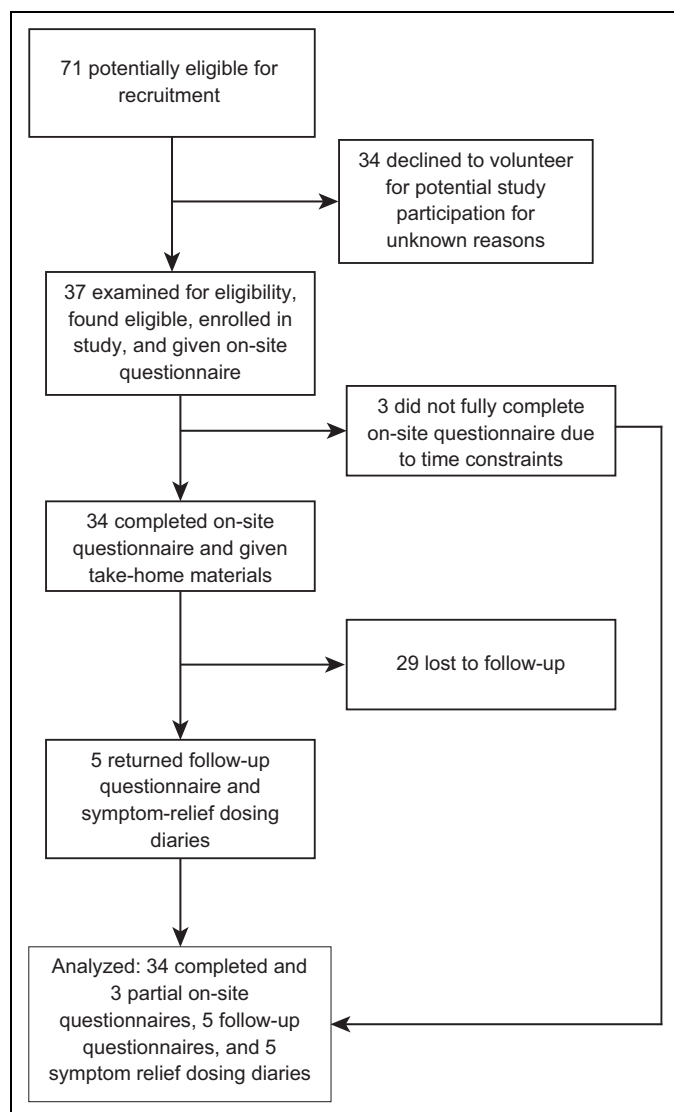 71 potentially eligible for
recruitment
34 declined to volunteer
for potential study
participation for
unknown reasons
37 examined for eligibility,
found eligible, enrolled in
study, and given on-site
questionnaire
3 did not fully complete
on-site questionnaire due
to time constraints
34 completed on-site
questionnaire and given
take-home materials
29 lost to follow-up
5 returned follow-up
questionnaire and
symptom-relief dosing
diaries
Analyzed: 34 completed and
3 partial on-site
questionnaires, 5 follow-up
questionnaires, and 5
symptom relief dosing diaries